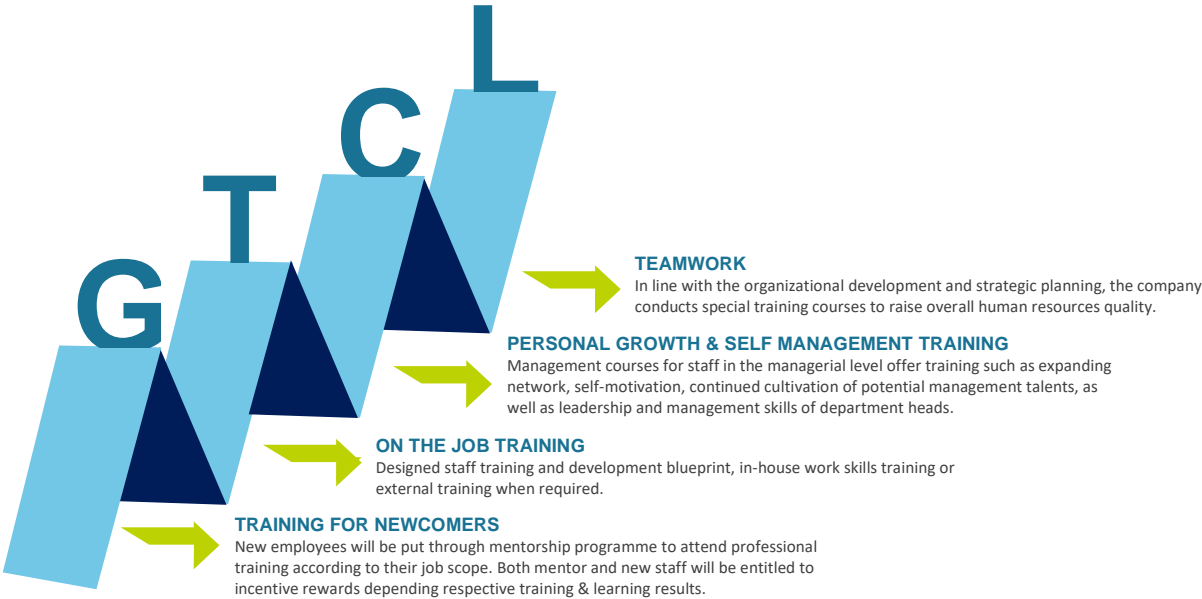 L
C
T
G
TEAMWORK
In line with the organizational development and strategic planning, the company
conducts special training courses to raise overall human resources quality.
PERSONAL GROWTH & SELF MANAGEMENT TRAINING
Management courses for staff in the managerial level offer training such as expanding
network, self-motivation, continued cultivation of potential management talents, as
well as leadership and management skills of department heads.
ON THE JOB TRAINING
Designed staff training and development blueprint, in-house work skills training or
external training when required.
TRAINING FOR NEWCOMERS
New employees will be put through mentorship programme to attend professional
training according to their job scope. Both mentor and new staff will be entitled to
incentive rewards depending respective training & learning results.